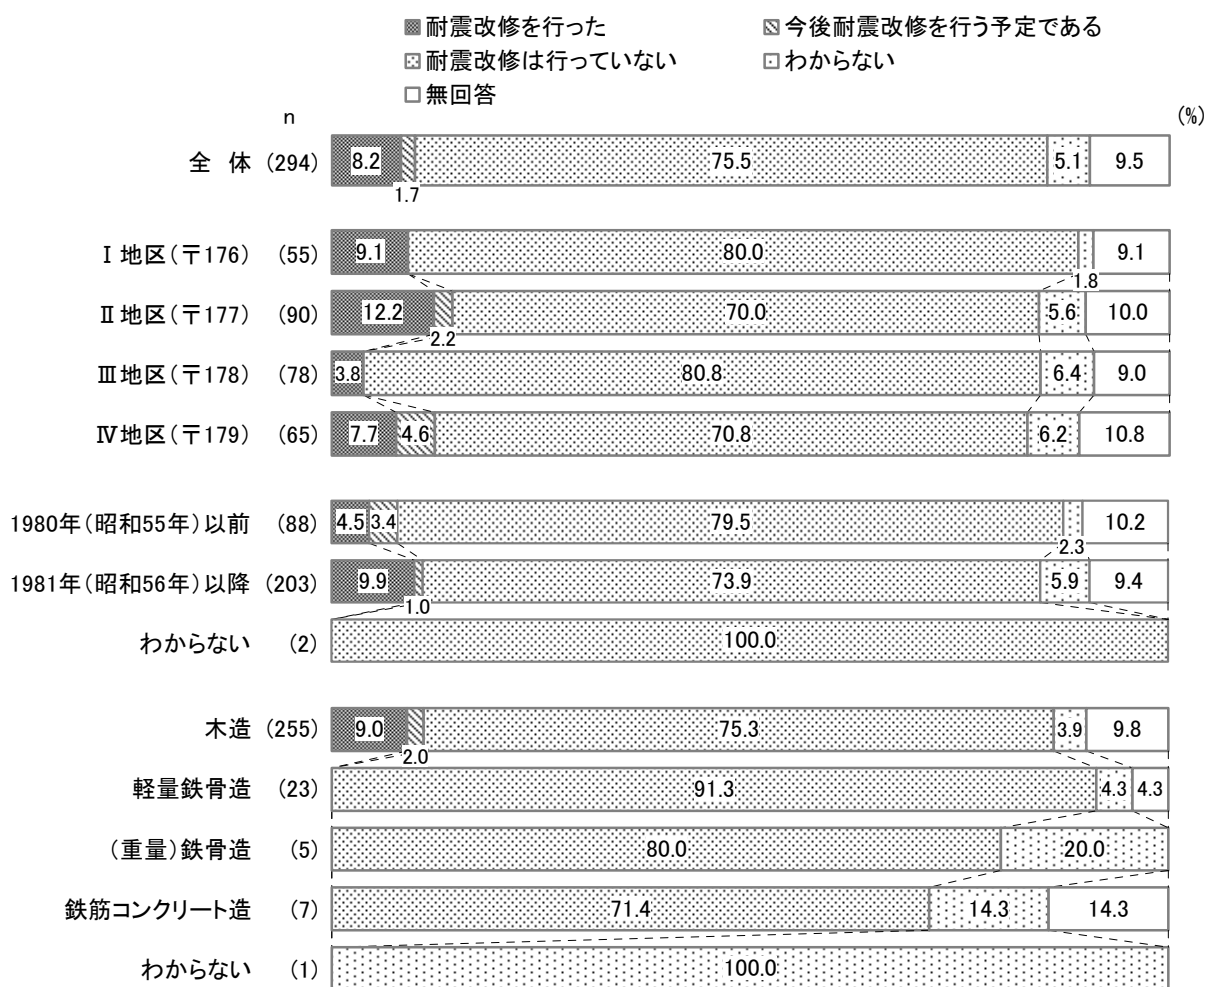 耐震改修を行った 今後耐震改修を行う予定である
耐震改修は行っていない わからない
無回答
n (%)
全 体 (294) 8.2 1.7 75.5 5.1 9.5
Ⅰ地区(〒176) (55) 9.1 80.0 1.8 9.1
Ⅱ地区(〒177) (90) 12.2 2.2 70.0 5.6 10.0
Ⅲ地区(〒178) (78) 3.8 80.8 6.4 9.0
Ⅳ地区(〒179) (65) 7.7 4.6 70.8 6.2 10.8
1980年(昭和55年)以前 (88) 4.5 3.4 79.5 2.3 10.2
1981年(昭和56年)以降 (203) 9.9 1.0 73.9 5.9 9.4
わからない (2) 100.0
木造 (255) 9.0 2.0 75.3 3.9 9.8
軽量鉄骨造 (23) 91.3 4.3 4.3
(重量)鉄骨造 (5) 80.0 20.0
鉄筋コンクリート造 (7) 71.4 14.3 14.3
わからない (1) 100.0